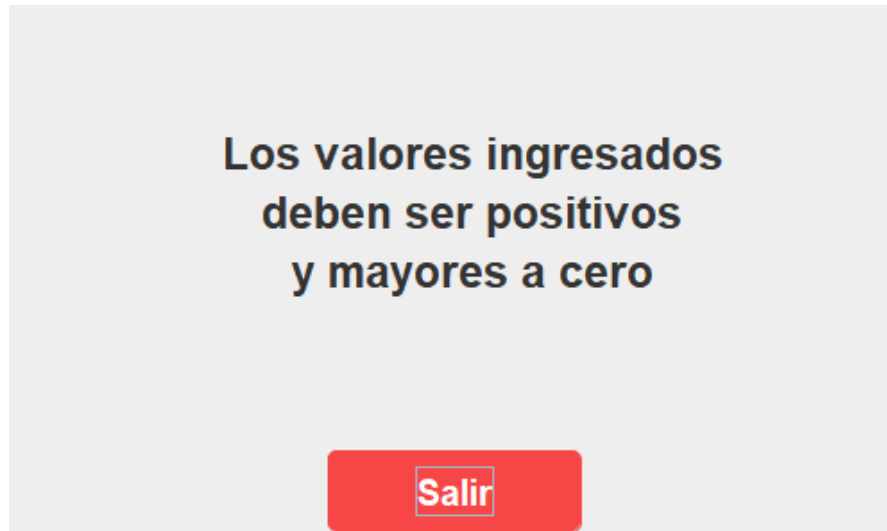 Los valores ingresados
deben ser positivos
y mayores a cero
Salir